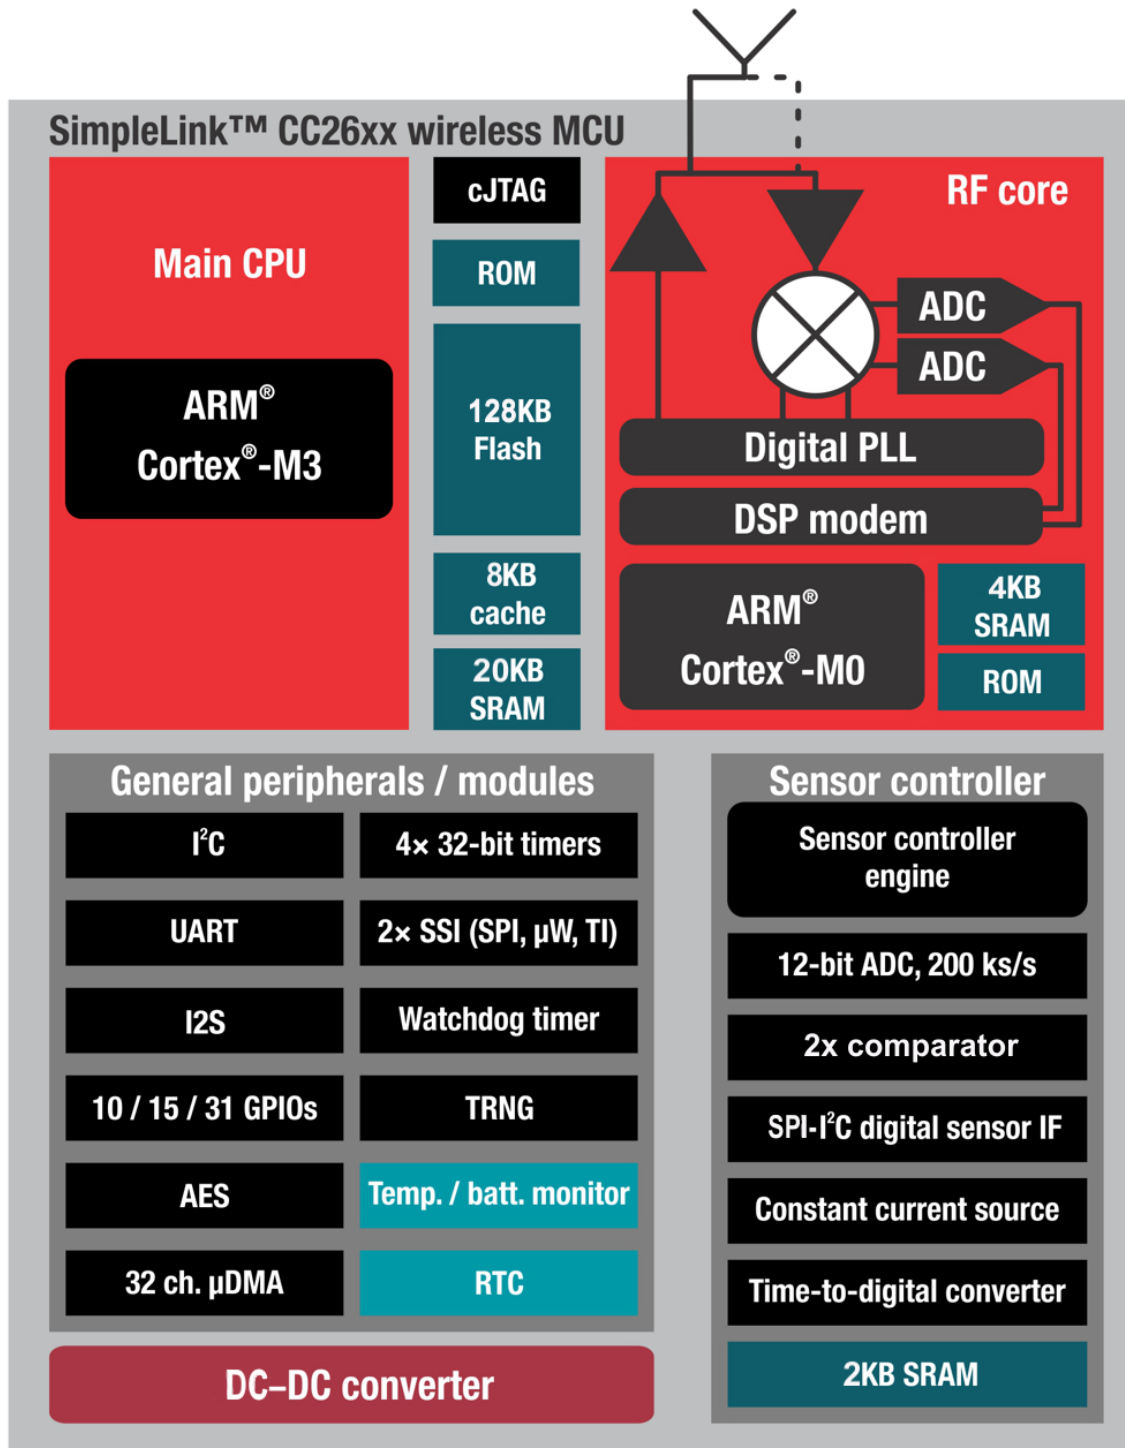 SimpleLink™ CC26xx wireless MCU
Main CPU
ARM®
Cortex®-M3
cJTAG
ROM
128KB
Flash
8KB
cache
20KB
SRAM
RF core
ADC
ADC
Digital PLL
DSP modem
ARM®
Cortex®-M0
4KB
SRAM
ROM
General peripherals / modules
I²C
4× 32-bit timers
UART
2× SSI (SPI, µW, TI)
I2S
Watchdog timer
10 / 15 / 31 GPIOs
TRNG
AES
Temp. / batt. monitor
32 ch. µDMA
RTC
Sensor controller
Sensor controller
engine
12-bit ADC, 200 ks/s
2x comparator
SPI-I²C digital sensor IF
Constant current source
Time-to-digital converter
2KB SRAM
DC–DC converter